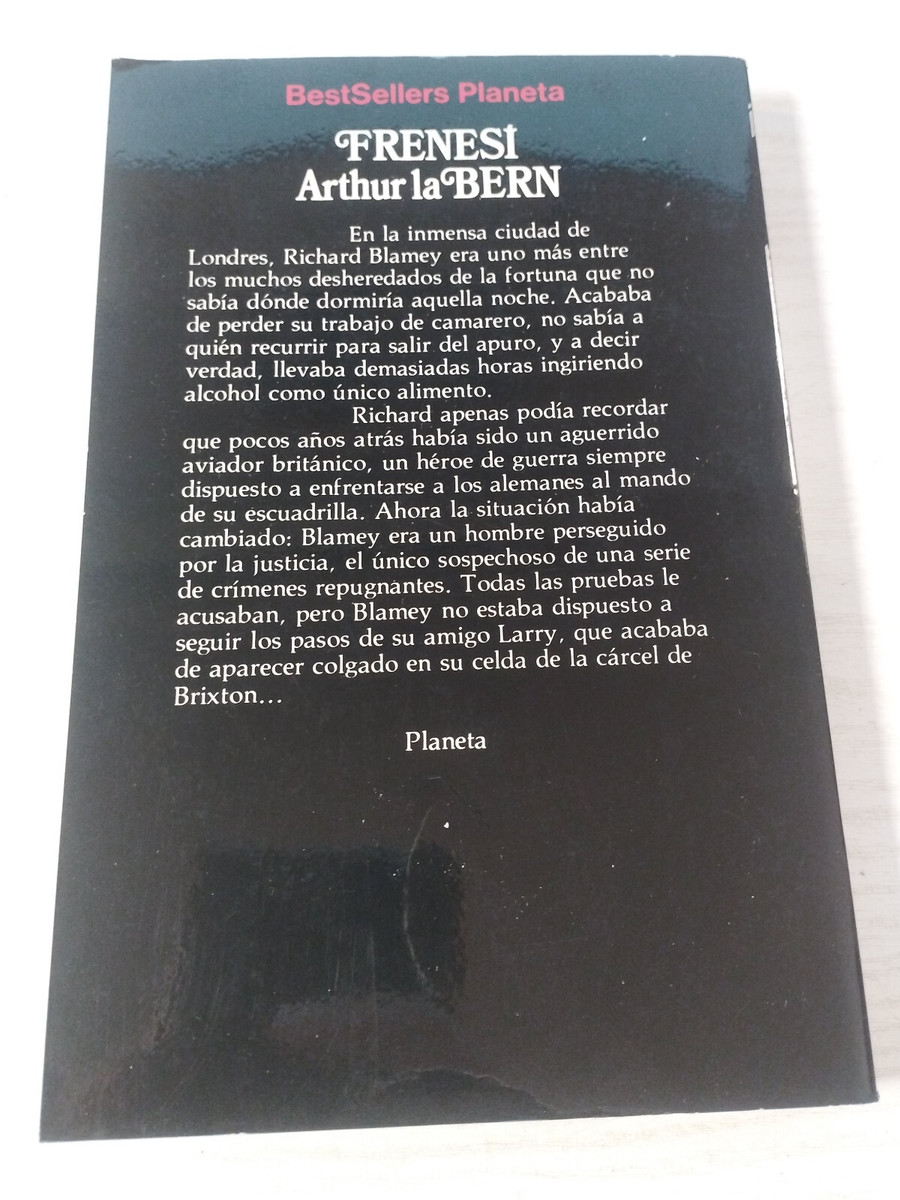 BestSellers Planeta
FRENESÍ
Arthur la BERN
En la inmensa ciudad de
Londres, Richard Blamey era uno más entre
los muchos desheredados de la fortuna que no
sabía dónde dormiría aquella noche. Acababa
de perder su trabajo de camarero, no sabía a
quién recurrir para salir del apuro, y a decir
verdad, llevaba demasiadas horas ingiriendo
alcohol como único alimento.
Richard apenas podía recordar
que pocos años atrás había sido un aguerrido
aviador británico, un héroe de guerra siempre
dispuesto a enfrentarse a los alemanes al mando
de su escuadrilla. Ahora la situación había
cambiado: Blamey era un hombre perseguido
por la justicia, el único sospechoso de una serie
de crímenes repugnantes. Todas las pruebas le
acusaban, pero Blamey no estaba dispuesto a
seguir los pasos de su amigo Larry, que acababa
de aparecer colgado en su celda de la cárcel de
Brixton...
Planeta